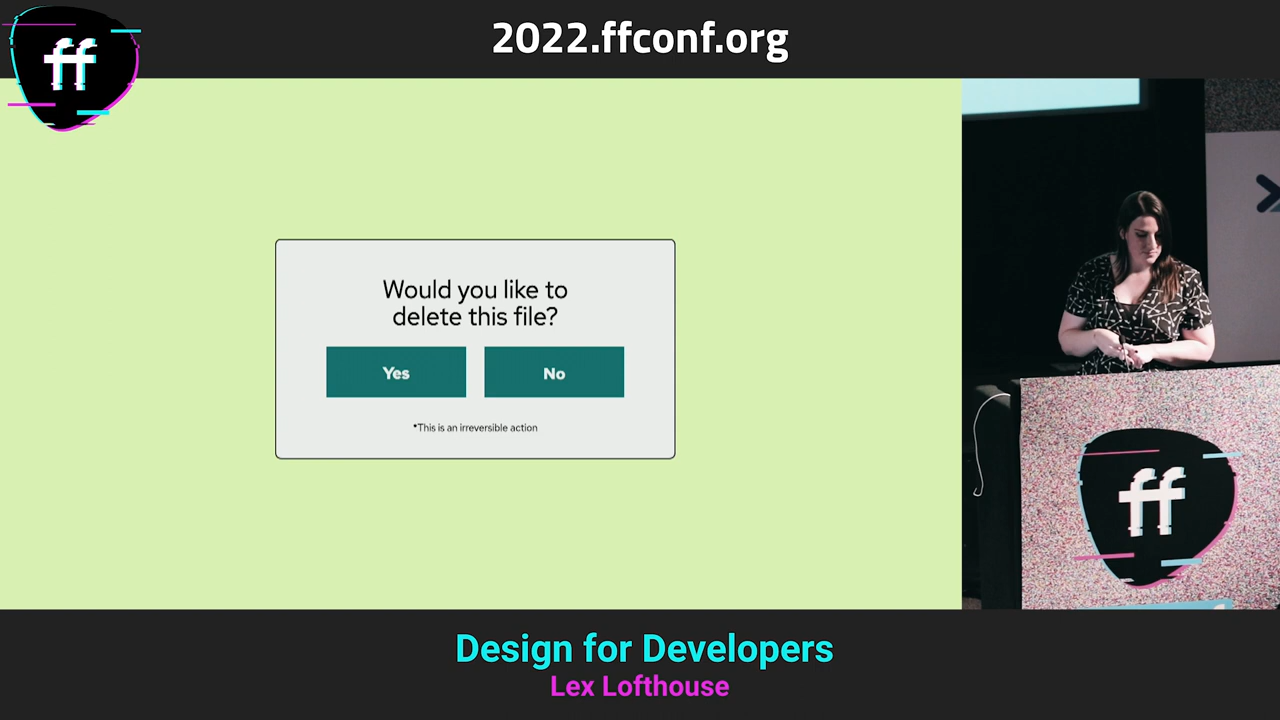 ff
2022.ffconf.org
Would you like to
delete this file?
Yes
No
*This is an irreversible action
ff
Design for Developers
Lex Lofthouse